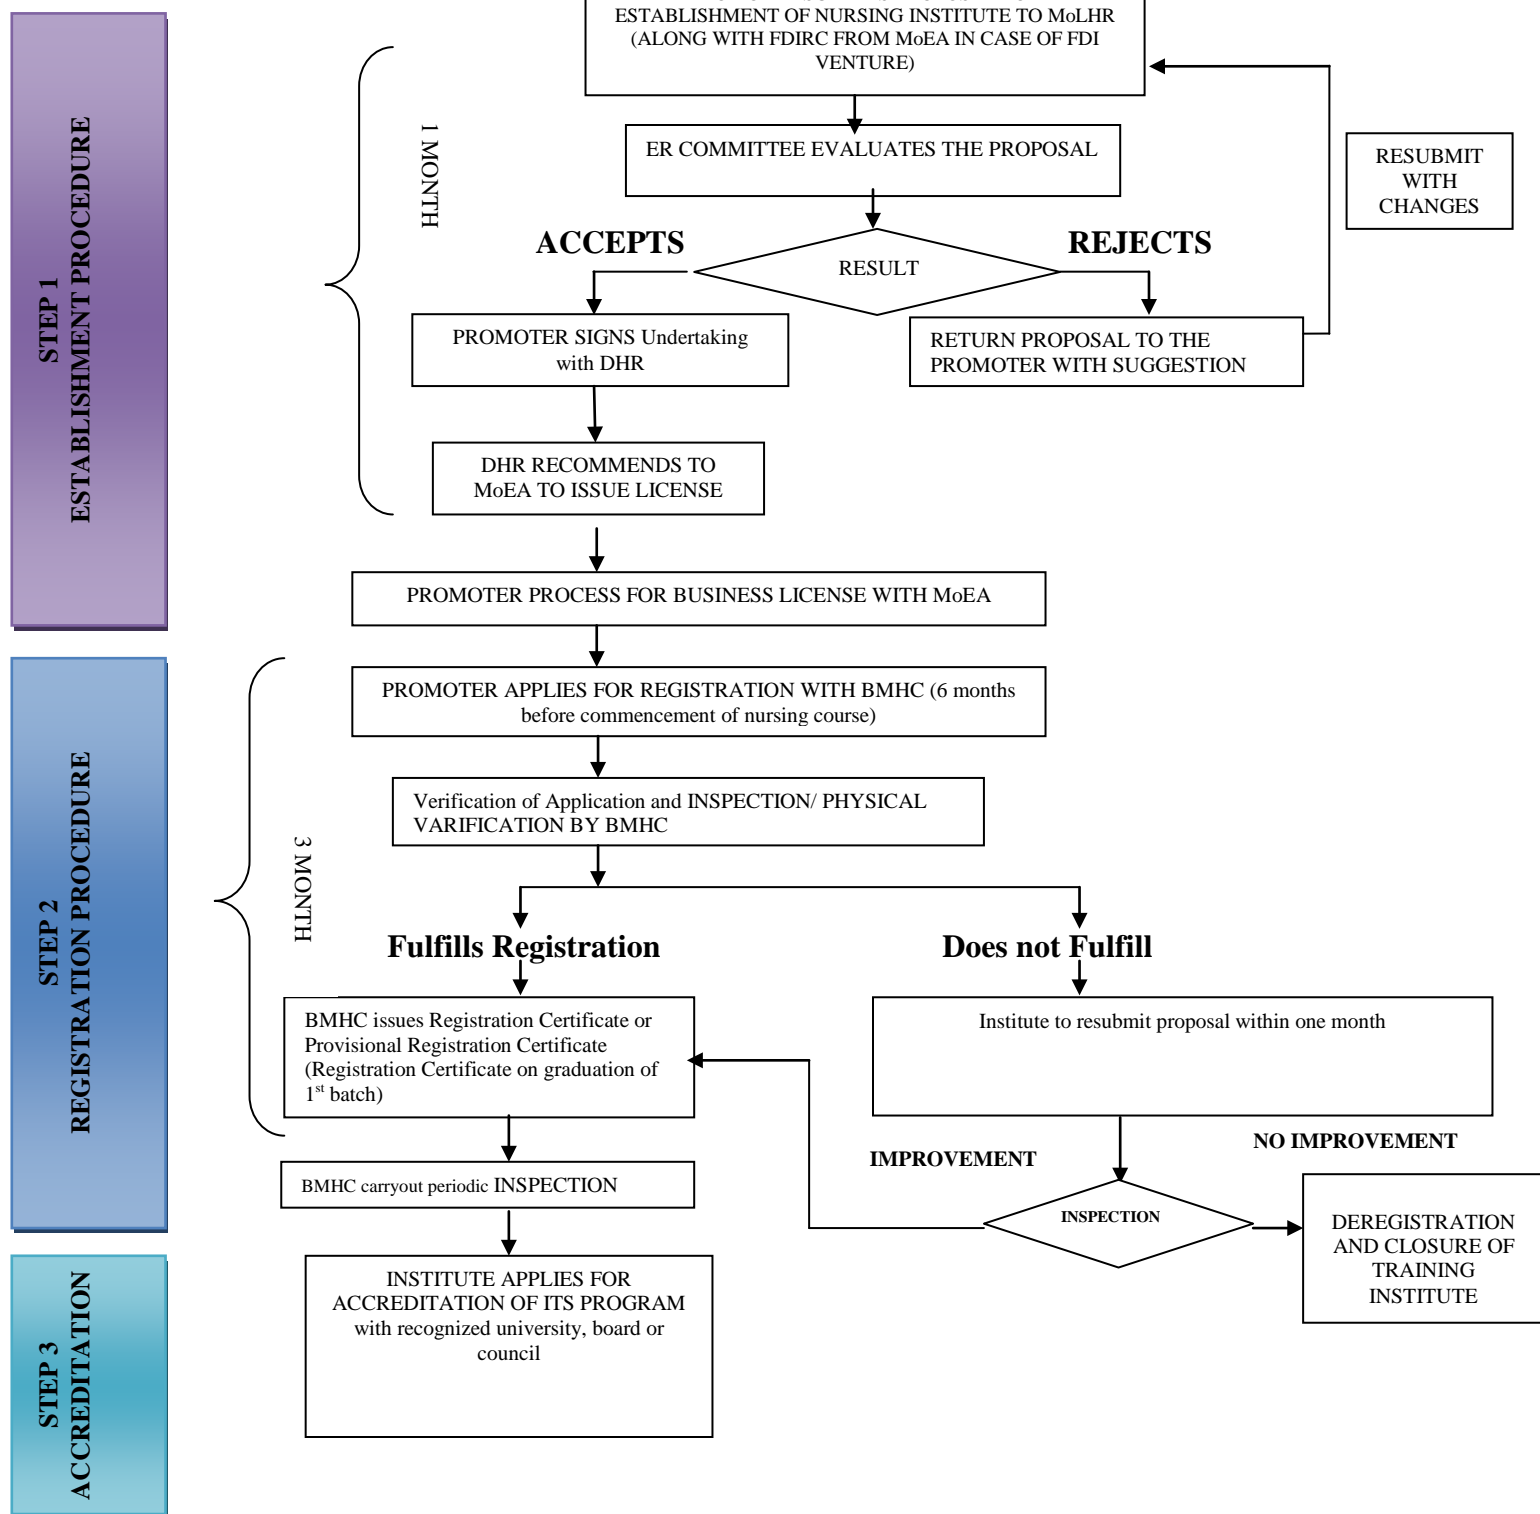 ESTABLISHMENT OF NURSING INSTITUTE TO MoLHR
(ALONG WITH FDIRC FROM MoEA IN CASE OF FDI
VENTURE)
STEP 1
ESTABLISHMENT PROCEDURE
1 MONTH
ER COMMITTEE EVALUATES THE PROPOSAL
RESUBMIT
WITH
CHANGES
ACCEPTS
REJECTS
RESULT
PROMOTER SIGNS Undertaking
with DHR
RETURN PROPOSAL TO THE
PROMOTER WITH SUGGESTION
DHR RECOMMENDS TO
MoEA TO ISSUE LICENSE
PROMOTER PROCESS FOR BUSINESS LICENSE WITH MoEA
STEP 2
REGISTRATION PROCEDURE
3 MONTH
PROMOTER APPLIES FOR REGISTRATION WITH BMHC (6 months
before commencement of nursing course)
Verification of Application and INSPECTION/ PHYSICAL
VARIFICATION BY BMHC
Fulfills Registration
Does not Fulfill
BMHC issues Registration Certificate or
Provisional Registration Certificate
(Registration Certificate on graduation of
1st batch)
Institute to resubmit proposal within one month
IMPROVEMENT
NO IMPROVEMENT
BMHC carryout periodic INSPECTION
INSPECTION
DEREGISTRATION
AND CLOSURE OF
TRAINING
INSTITUTE
STEP 3
ACCREDITATION
INSTITUTE APPLIES FOR
ACCREDITATION OF ITS PROGRAM
with recognized university, board or
council